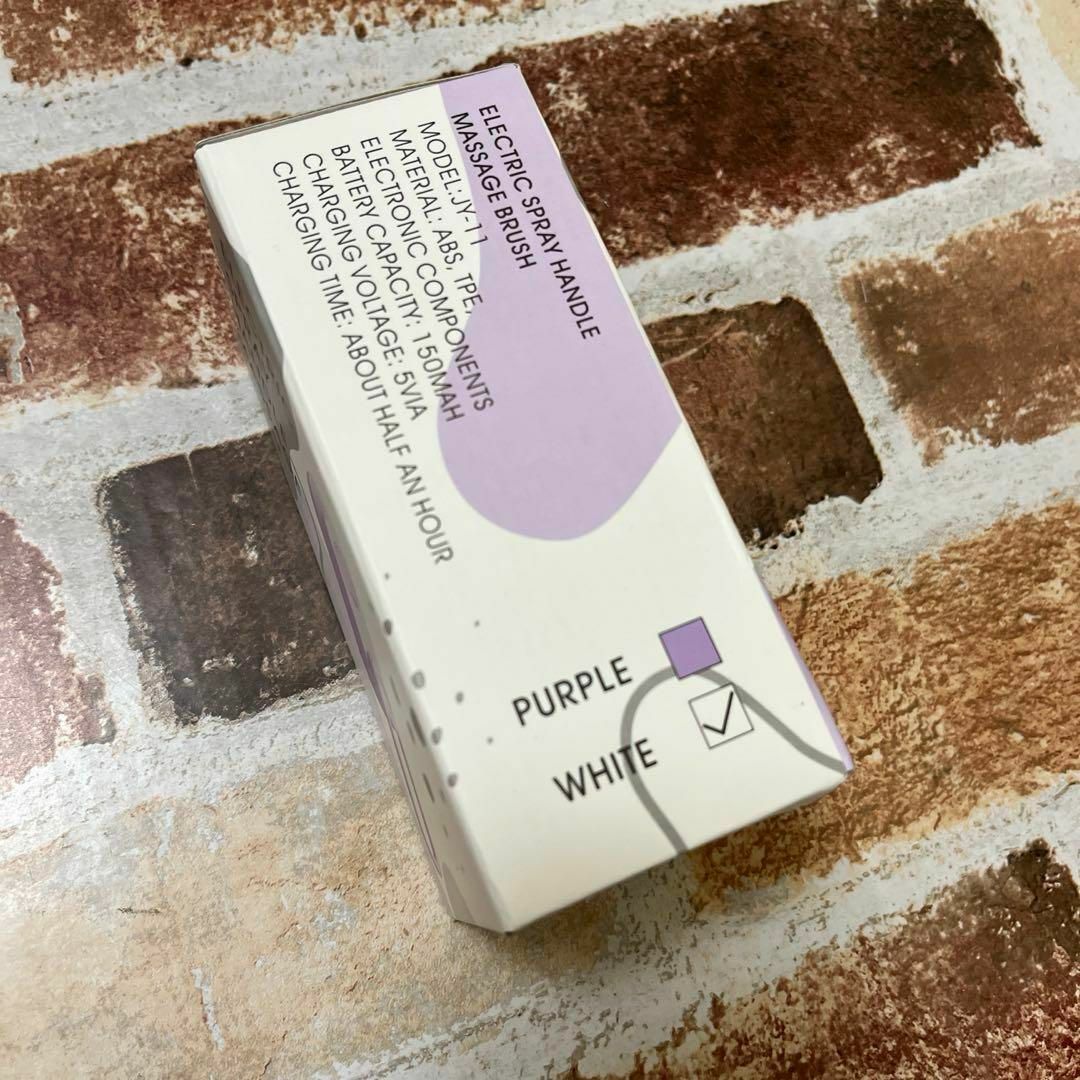 ELECTRIC SPRAY HANDLE
MASSAGE BRUSH
MODEL: JY-11
MATERIAL: ABS, TPE,
ELECTRONIC COMPONENTS
BATTERY CAPACITY: 150MAH
CHARGING VOLTAGE: 5VIA
CHARGING TIME: ABOUT HALF AN HOUR
PURPLE
WHITE